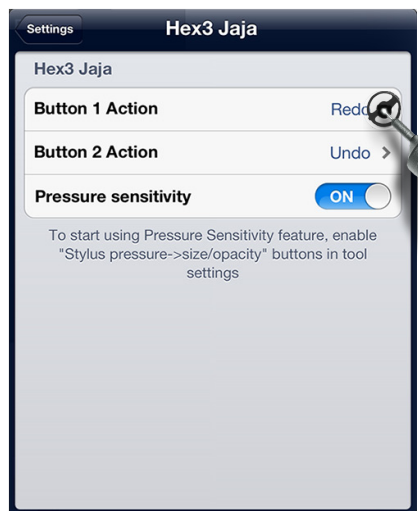 Settings
Hex3 Jaja
Hex3 Jaja
Button 1 Action
Redo
Button 2 Action
Undo
Pressure sensitivity
ON
To start using Pressure Sensitivity feature, enable
"Stylus pressure->size/opacity" buttons in tool
settings